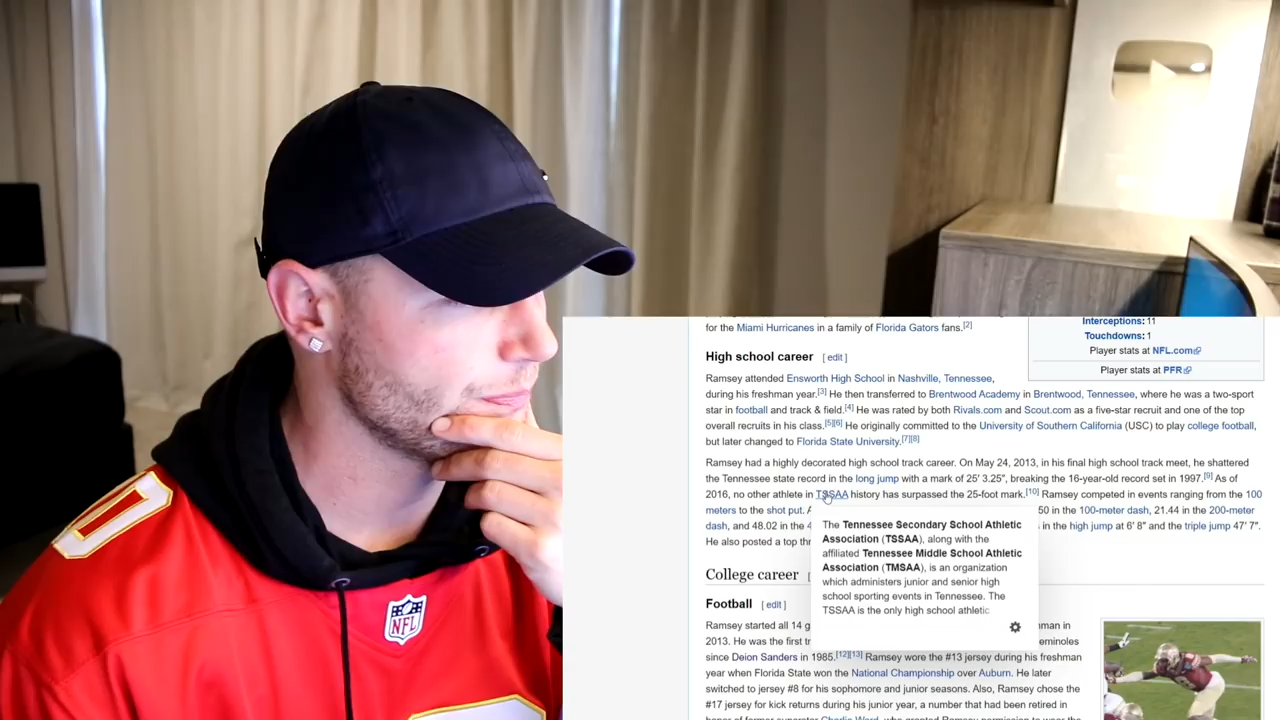 for the Miami Hurricanes in a family of Florida Gators fans.[2]
Interceptions: 11
Touchdowns: 1
Player stats at NFL.com
Player stats at PFR
High school career [ edit ]
Ramsey attended Ensworth High School in Nashville, Tennessee,
during his freshman year.[3] He then transferred to Brentwood Academy in Brentwood, Tennessee, where he was a two-sport
star in football and track & field.[4] He was rated by both Rivals.com and Scout.com as a five-star recruit and one of the top
overall recruits in his class.[5][6] He originally committed to the University of Southern California (USC) to play college football,
but later changed to Florida State University.[7][8]
Ramsey had a highly decorated high school track career. On May 24, 2013, in his final high school track meet, he shattered
the Tennessee state record in the long jump with a mark of 25′ 3.25″, breaking the 16-year-old record set in 1997.[9] As of
2016, no other athlete in TSSAA history has surpassed the 25-foot mark.[10] Ramsey competed in events ranging from the 100
meters to the shot put. 50 in the 100-meter dash, 21.44 in the 200-meter
dash, and 48.02 in the in the high jump at 6′ 8″ and the triple jump 47′ 7″.
He also posted a top
The Tennessee Secondary School Athletic
Association (TSSAA), along with the
affiliated Tennessee Middle School Athletic
Association (TMSAA), is an organization
which administers junior and senior high
school sporting events in Tennessee. The
TSSAA is the only high school athletic
College career [
Football [ edit ]
Ramsey started all 14 man in
2013. He was the first eminoles
since Deion Sanders in 1985.[12][13] Ramsey wore the #13 jersey during his freshman
year when Florida State won the National Championship over Auburn. He later
switched to jersey #8 for his sophomore and junior seasons. Also, Ramsey chose the
#17 jersey for kick returns during his junior year, a number that had been retired in
honor of former superstar Charlie Ward, who granted Ramsey permission to wear the
NFL